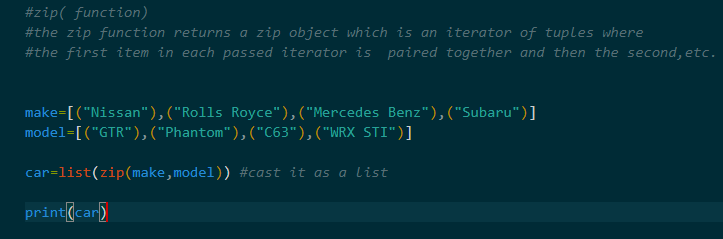 #zip( function)
#the zip function returns a zip object which is an iterator of tuples where
#the first item in each passed iterator is  paired together and then the second,etc.
make=[("Nissan"),("Rolls Royce"),("Mercedes Benz"),("Subaru")]
model=[("GTR"),("Phantom"),("C63"),("WRX STI")]
car=list(zip(make,model)) #cast it as a list
print(car)